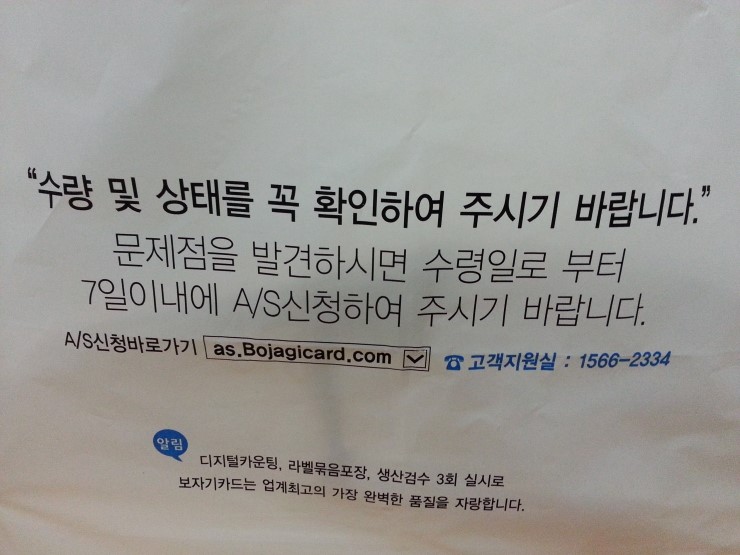 “수량 및 상태를 꼭 확인하여 주시기 바랍니다.”
문제점을 발견하시면 수령일로 부터
7일이내에 A/S신청하여 주시기 바랍니다.
A/S신청바로가기 as.Bojagicard.com ☎고객지원실 : 1566-2334
알림
디지털카운팅, 라벨묶음포장, 생산검수 3회 실시로
보자기카드는 업계최고의 가장 완벽한 품질을 자랑합니다.